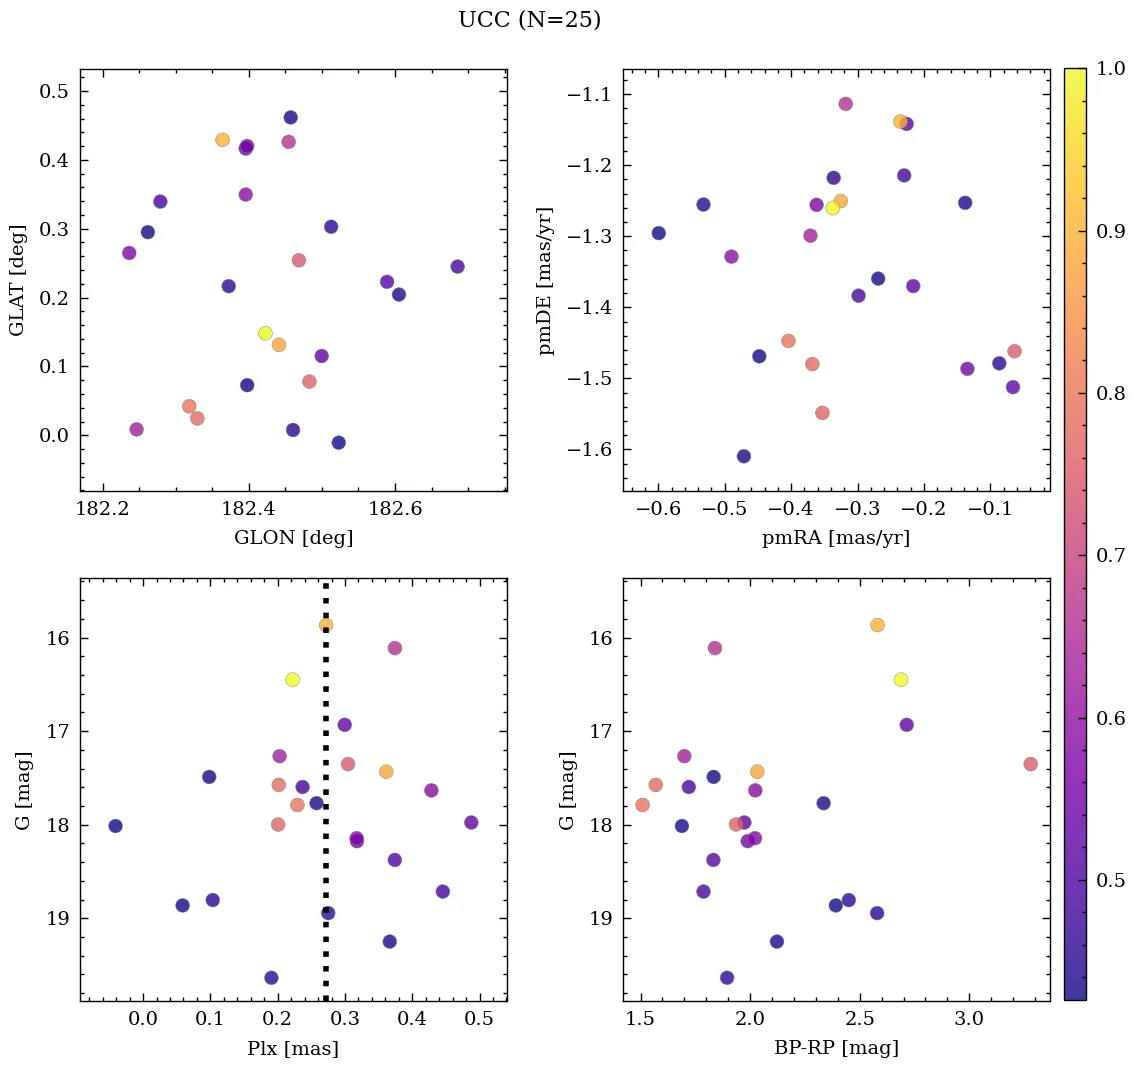 UCC (N=25)
0.5
0.4
0.3
0.2
0.1
0.0
GLAT [deg]
182.2 182.4 182.6
GLON [deg]
−1.1
−1.2
−1.3
−1.4
−1.5
−1.6
pmDE [mas/yr]
−0.6 −0.5 −0.4 −0.3 −0.2 −0.1
pmRA [mas/yr]
16
17
18
19
G [mag]
0.0 0.1 0.2 0.3 0.4 0.5
Plx [mas]
16
17
18
19
G [mag]
1.5 2.0 2.5 3.0
BP-RP [mag]
1.0
0.9
0.8
0.7
0.6
0.5